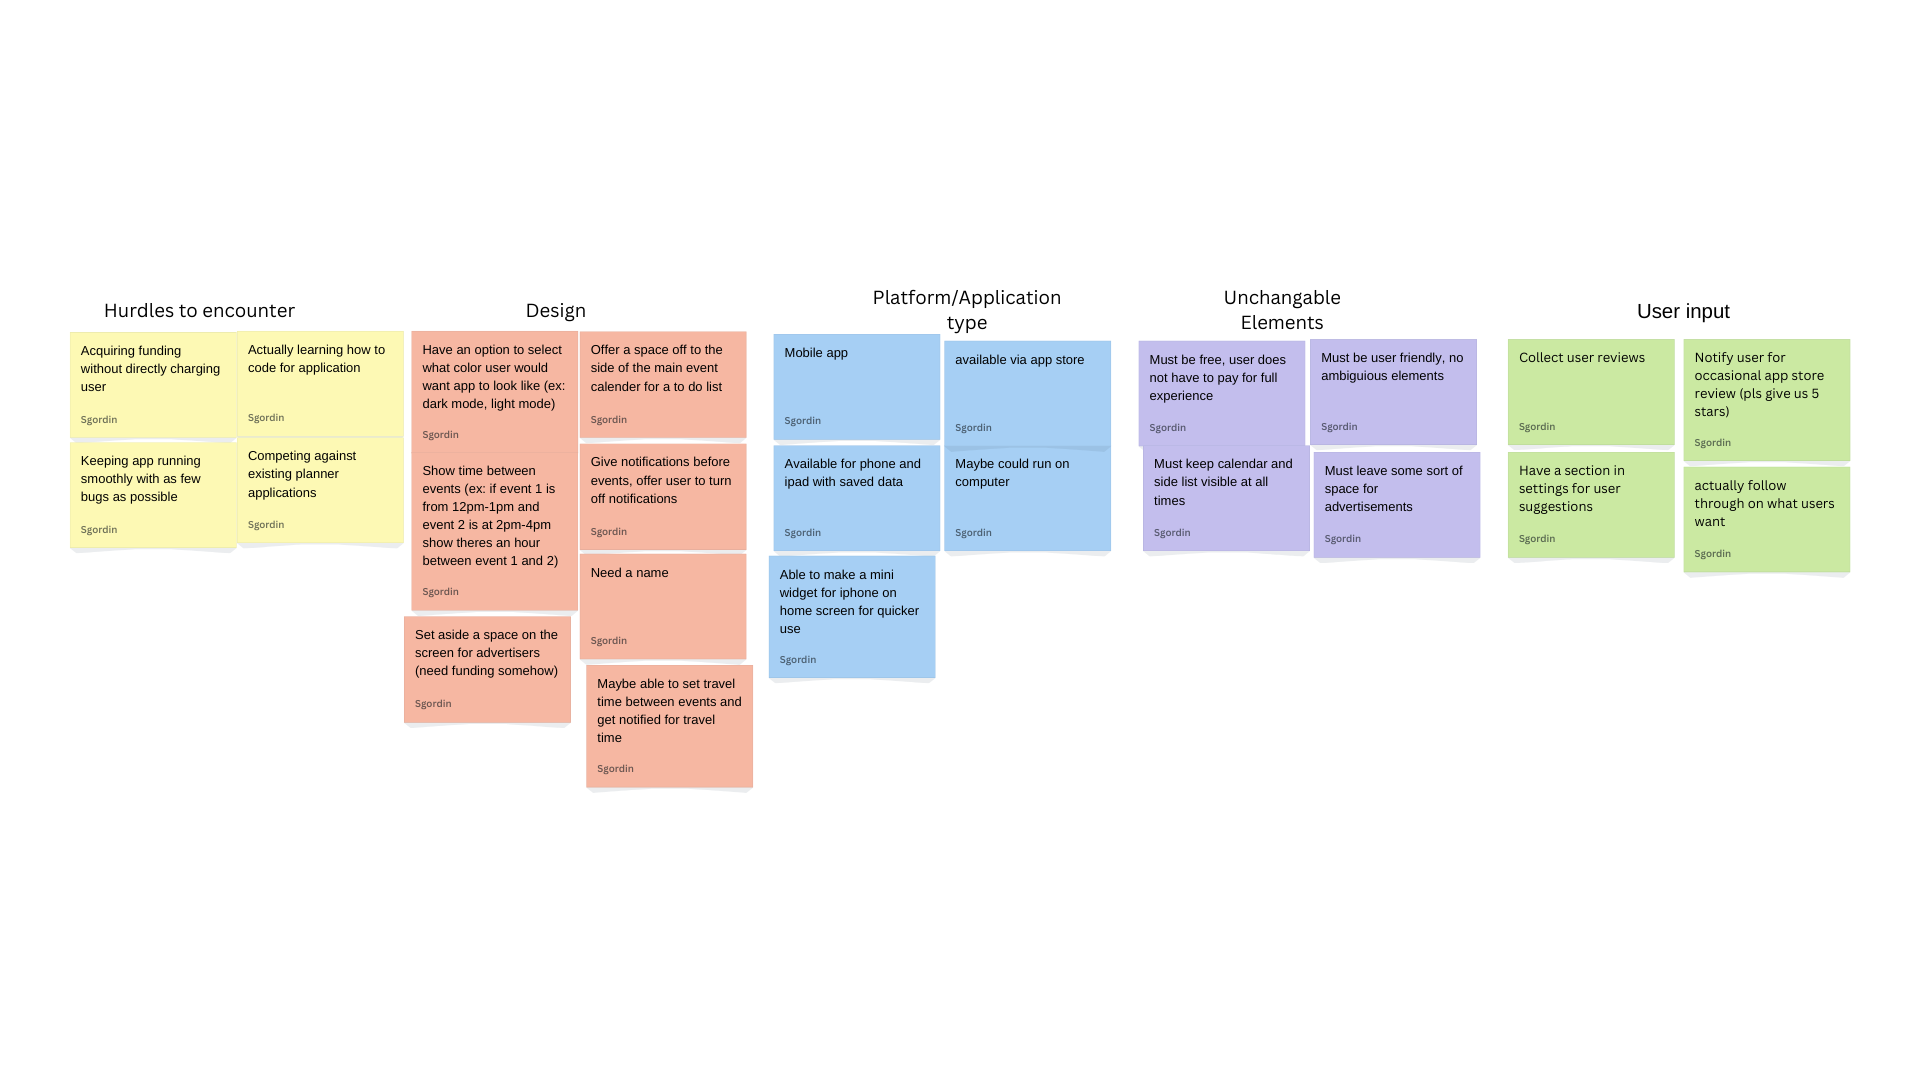 Hurdles to encounter
Acquiring funding
without directly charging
user
Sgordin
Actually learning how to
code for application
Sgordin
Keeping app running
smoothly with as few
bugs as possible
Sgordin
Competing against
existing planner
applications
Sgordin
Design
Have an option to select
what color user would
want app to look like (ex:
dark mode, light mode)
Sgordin
Offer a space off to the
side of the main event
calender for a to do list
Sgordin
Show time between
events (ex: if event 1 is
from 12pm-1pm and
event 2 is at 2pm-4pm
show theres an hour
between event 1 and 2)
Sgordin
Give notifications before
events, offer user to turn
off notifications
Sgordin
Need a name
Sgordin
Set aside a space on the
screen for advertisers
(need funding somehow)
Sgordin
Maybe able to set travel
time between events and
get notified for travel
time
Sgordin
Platform/Application
type
Mobile app
Sgordin
available via app store
Sgordin
Available for phone and
ipad with saved data
Sgordin
Maybe could run on
computer
Sgordin
Able to make a mini
widget for iphone on
home screen for quicker
use
Sgordin
Unchangable
Elements
Must be free, user does
not have to pay for full
experience
Sgordin
Must be user friendly, no
ambiguious elements
Sgordin
Must keep calendar and
side list visible at all
times
Sgordin
Must leave some sort of
space for
advertisements
Sgordin
User input
Collect user reviews
Sgordin
Notify user for
occasional app store
review (pls give us 5
stars)
Sgordin
Have a section in
settings for user
suggestions
Sgordin
actually follow
through on what users
want
Sgordin